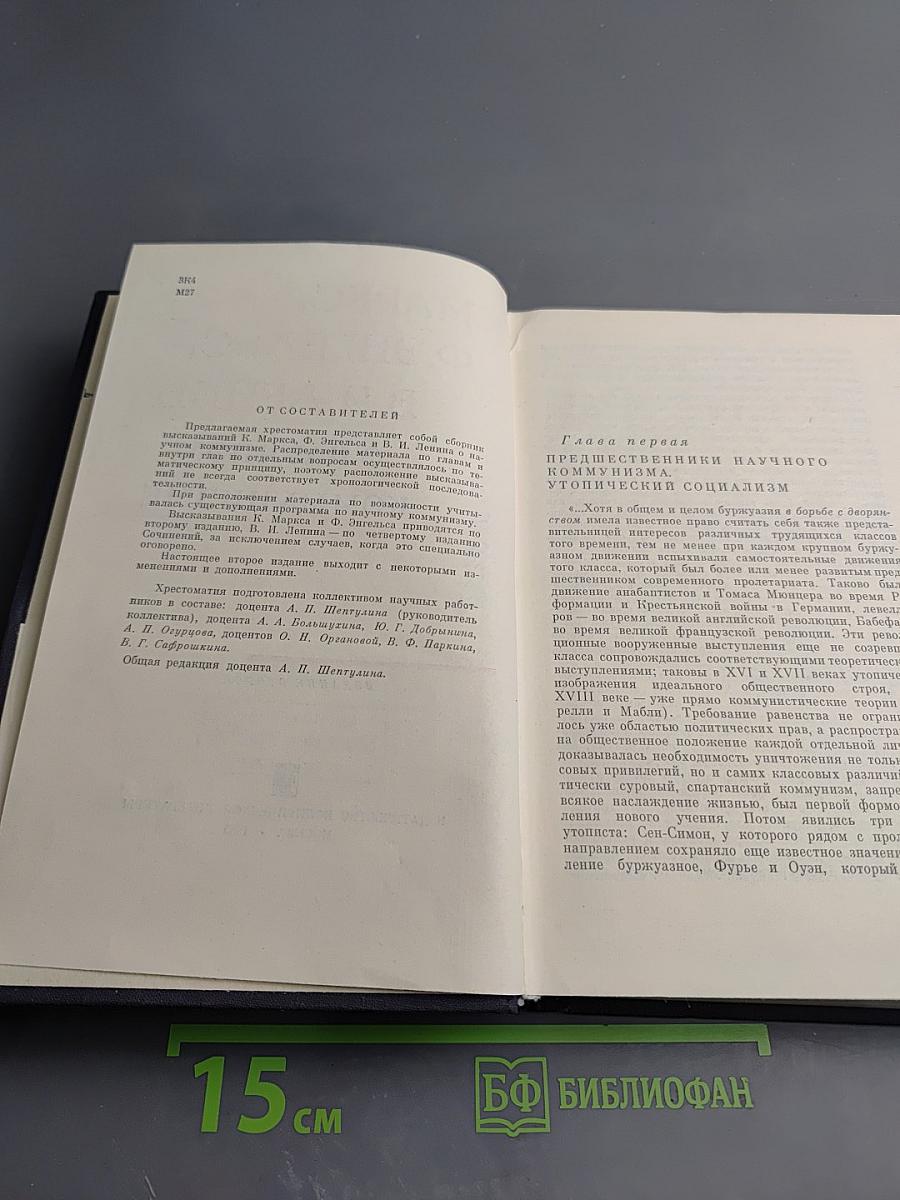 3К4
М27
ОТ СОСТАВИТЕЛЕЙ
Предлагаемая хрестоматия представляет собой сборник
высказываний К. Маркса, Ф. Энгельса и В. И. Ленина о на-
учном коммунизме. Распределение материала по главам и
внутри глав по отдельным вопросам осуществлялось по те-
матическому принципу, поэтому расположение высказыва-
ний не всегда соответствует хронологической последова-
тельности.
При расположении материала по возможности учиты-
валась существующая программа по научному коммунизму.
Высказывания К. Маркса и Ф. Энгельса приводятся по
второму изданию, В. И. Ленина — по четвертому изданию
Сочинений, за исключением случаев, когда это специально
оговорено.
Настоящее второе издание выходит с некоторыми из-
менениями и дополнениями.
Хрестоматия подготовлена коллективом научных работ-
ников в составе: доцента А. П. Шептулина (руководитель
коллектива), доцента А. А. Большухина, Ю. Г. Добрынина,
А. П. Огурцова, доцентов О. Н. Органовой, В. Ф. Паркина,
В. Г. Сафрошкина.
Общая редакция доцента А. П. Шептулина.
Глава первая
ПРЕДШЕСТВЕННИКИ НАУЧНОГО
КОММУНИЗМА.
УТОПИЧЕСКИЙ СОЦИАЛИЗМ
«...Хотя в общем и целом буржуазия в борьбе с дворян-
ством имела известное право считать себя также предста-
вительницей интересов различных трудящихся классов
того времени, тем не менее при каждом крупном буржу-
азном движении вспыхивали самостоятельные движения
того класса, который был более или менее развитым пред
шественником современного пролетариата. Таково был
движение анабаптистов и Томаса Мюнцера во время Р
формации и Крестьянской войны в Германии, левелл
ров — во время великой английской революции, Бабефа
во время великой французской революции. Эти револ
ционные вооруженные выступления еще не созревш
класса сопровождались соответствующими теоретическ
выступлениями; таковы в XVI и XVII веках утопиче
изображения идеального общественного строя,
XVIII веке — уже прямо коммунистические теории
релли и Мабли). Требование равенства не ограни
лось уже областью политических прав, а распростра
на общественное положение каждой отдельной лич
доказывалась необходимость уничтожения не тольк
совых привилегий, но и самих классовых различий
тически суровый, спартанский коммунизм, запре
всякое наслаждение жизнью, был первой формо
ления нового учения. Потом явились три
утописта: Сен-Симон, у которого рядом с прол
направлением сохраняло еще известное значени
ление буржуазное, Фурье и Оуэн, который
15 см
БФ БИБЛИОФАН